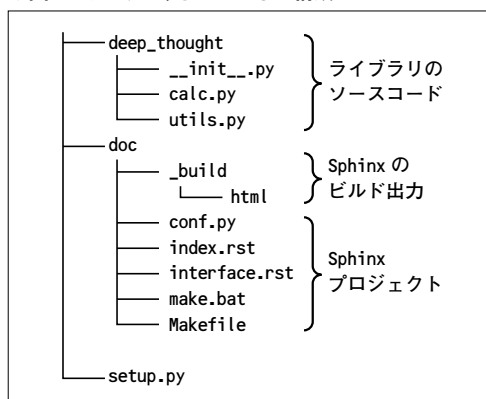 deep_thought
__init__.py
calc.py
utils.py
ライブラリの
ソースコード
doc
_build
html
Sphinx の
ビルド出力
conf.py
index.rst
interface.rst
make.bat
Makefile
Sphinx
プロジェクト
setup.py